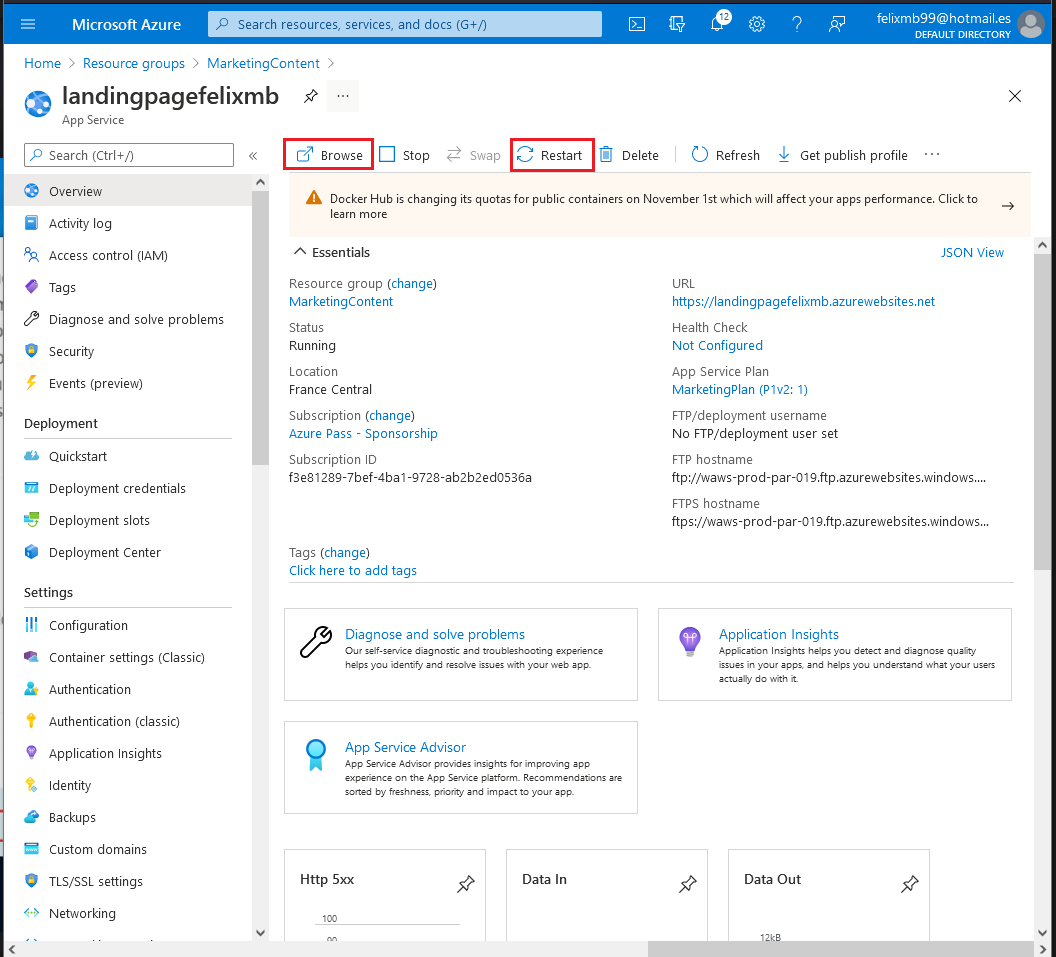 Microsoft Azure
Search resources, services, and docs (G+/)
12
felixmb99@hotmail.es
DEFAULT DIRECTORY
Home > Resource groups > MarketingContent >
landingpagefelixmb
...
App Service
Search (Ctrl+/)
«
Browse
Stop
Swap
Restart
Delete
Refresh
Get publish profile
...
Overview
Activity log
Access control (IAM)
Tags
Diagnose and solve problems
Security
Events (preview)
Deployment
Quickstart
Deployment credentials
Deployment slots
Deployment Center
Settings
Configuration
Container settings (Classic)
Authentication
Authentication (classic)
Application Insights
Identity
Backups
Custom domains
TLS/SSL settings
Networking
Docker Hub is changing its quotas for public containers on November 1st which will affect your apps performance. Click to
learn more
Essentials
JSON View
Resource group (change)
MarketingContent
Status
Running
Location
France Central
Subscription (change)
Azure Pass - Sponsorship
Subscription ID
f3e81289-7bef-4ba1-9728-ab2b2ed0536a
URL
https://landingpagefelixmb.azurewebsites.net
Health Check
Not Configured
App Service Plan
MarketingPlan (P1v2: 1)
FTP/deployment username
No FTP/deployment user set
FTP hostname
ftp://waws-prod-par-019.ftp.azurewebsites.windows....
FTPS hostname
ftps://waws-prod-par-019.ftp.azurewebsites.windows...
Tags (change)
Click here to add tags
Diagnose and solve problems
Our self-service diagnostic and troubleshooting experience
helps you identify and resolve issues with your web app.
Application Insights
Application Insights helps you detect and diagnose quality
issues in your apps, and helps you understand what your users
actually do with it.
App Service Advisor
App Service Advisor provides insights for improving app
experience on the App Service platform. Recommendations are
sorted by freshness, priority and impact to your app.
Http 5xx
100
90
Data In
Data Out
12kB